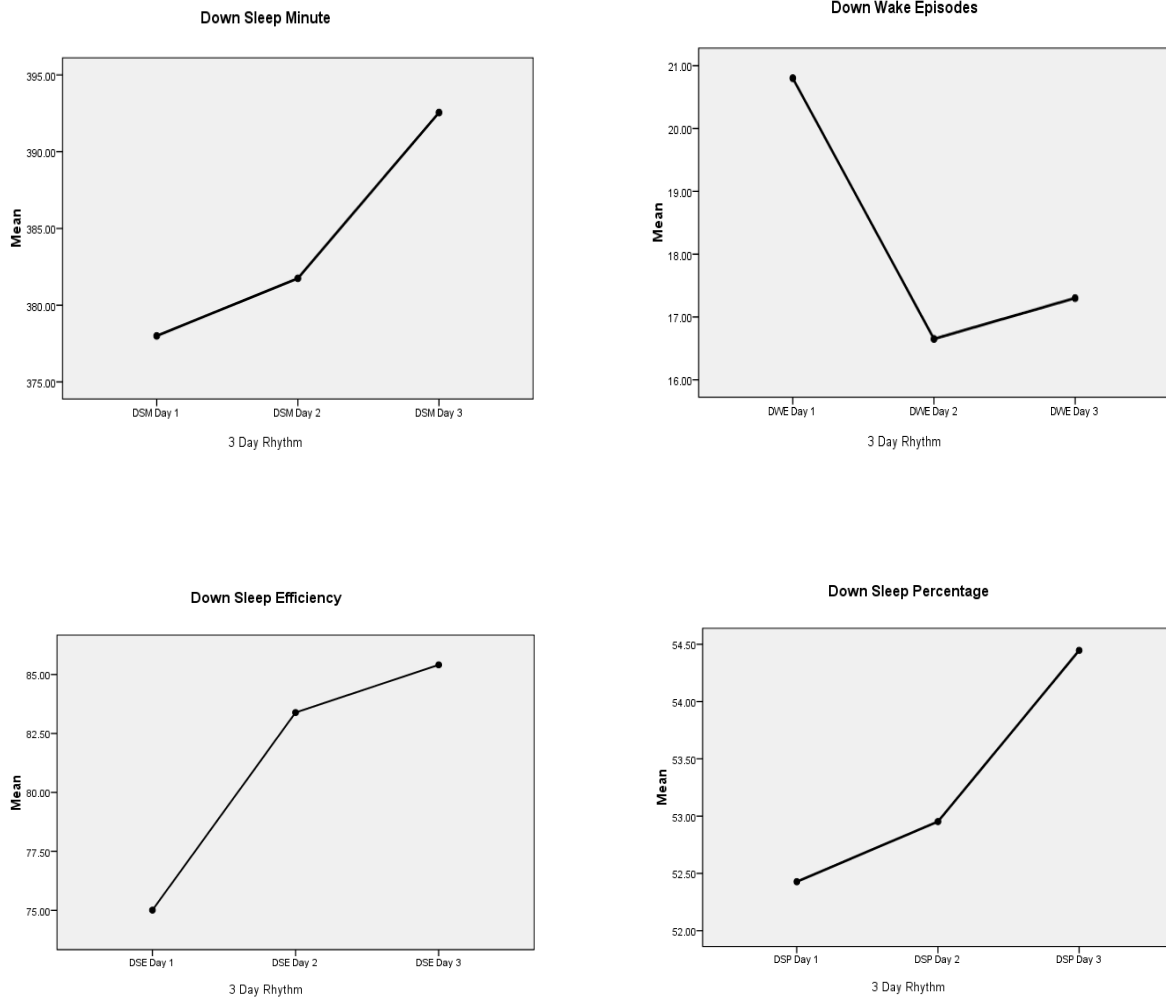 Down Sleep Minute
395.00
390.00
385.00
380.00
375.00
Mean
DSM Day 1 DSM Day 2 DSM Day 3
3 Day Rhythm
Down Wake Episodes
21.00
20.00
19.00
18.00
17.00
16.00
Mean
DWE Day 1 DWE Day 2 DWE Day 3
3 Day Rhythm
Down Sleep Efficiency
85.00
82.50
80.00
77.50
75.00
Mean
DSE Day 1 DSE Day 2 DSE Day 3
3 Day Rhythm
Down Sleep Percentage
54.50
54.00
53.50
53.00
52.50
52.00
Mean
DSP Day 1 DSP Day 2 DSP Day 3
3 Day Rhythm